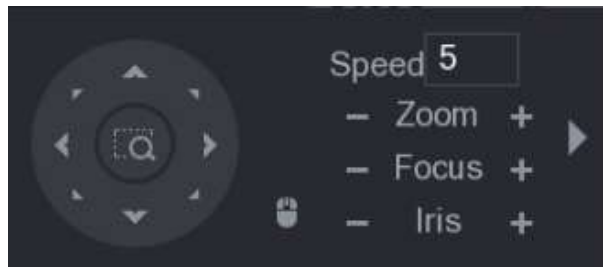 Speed 5
− Zoom +
− Focus +
− Iris +